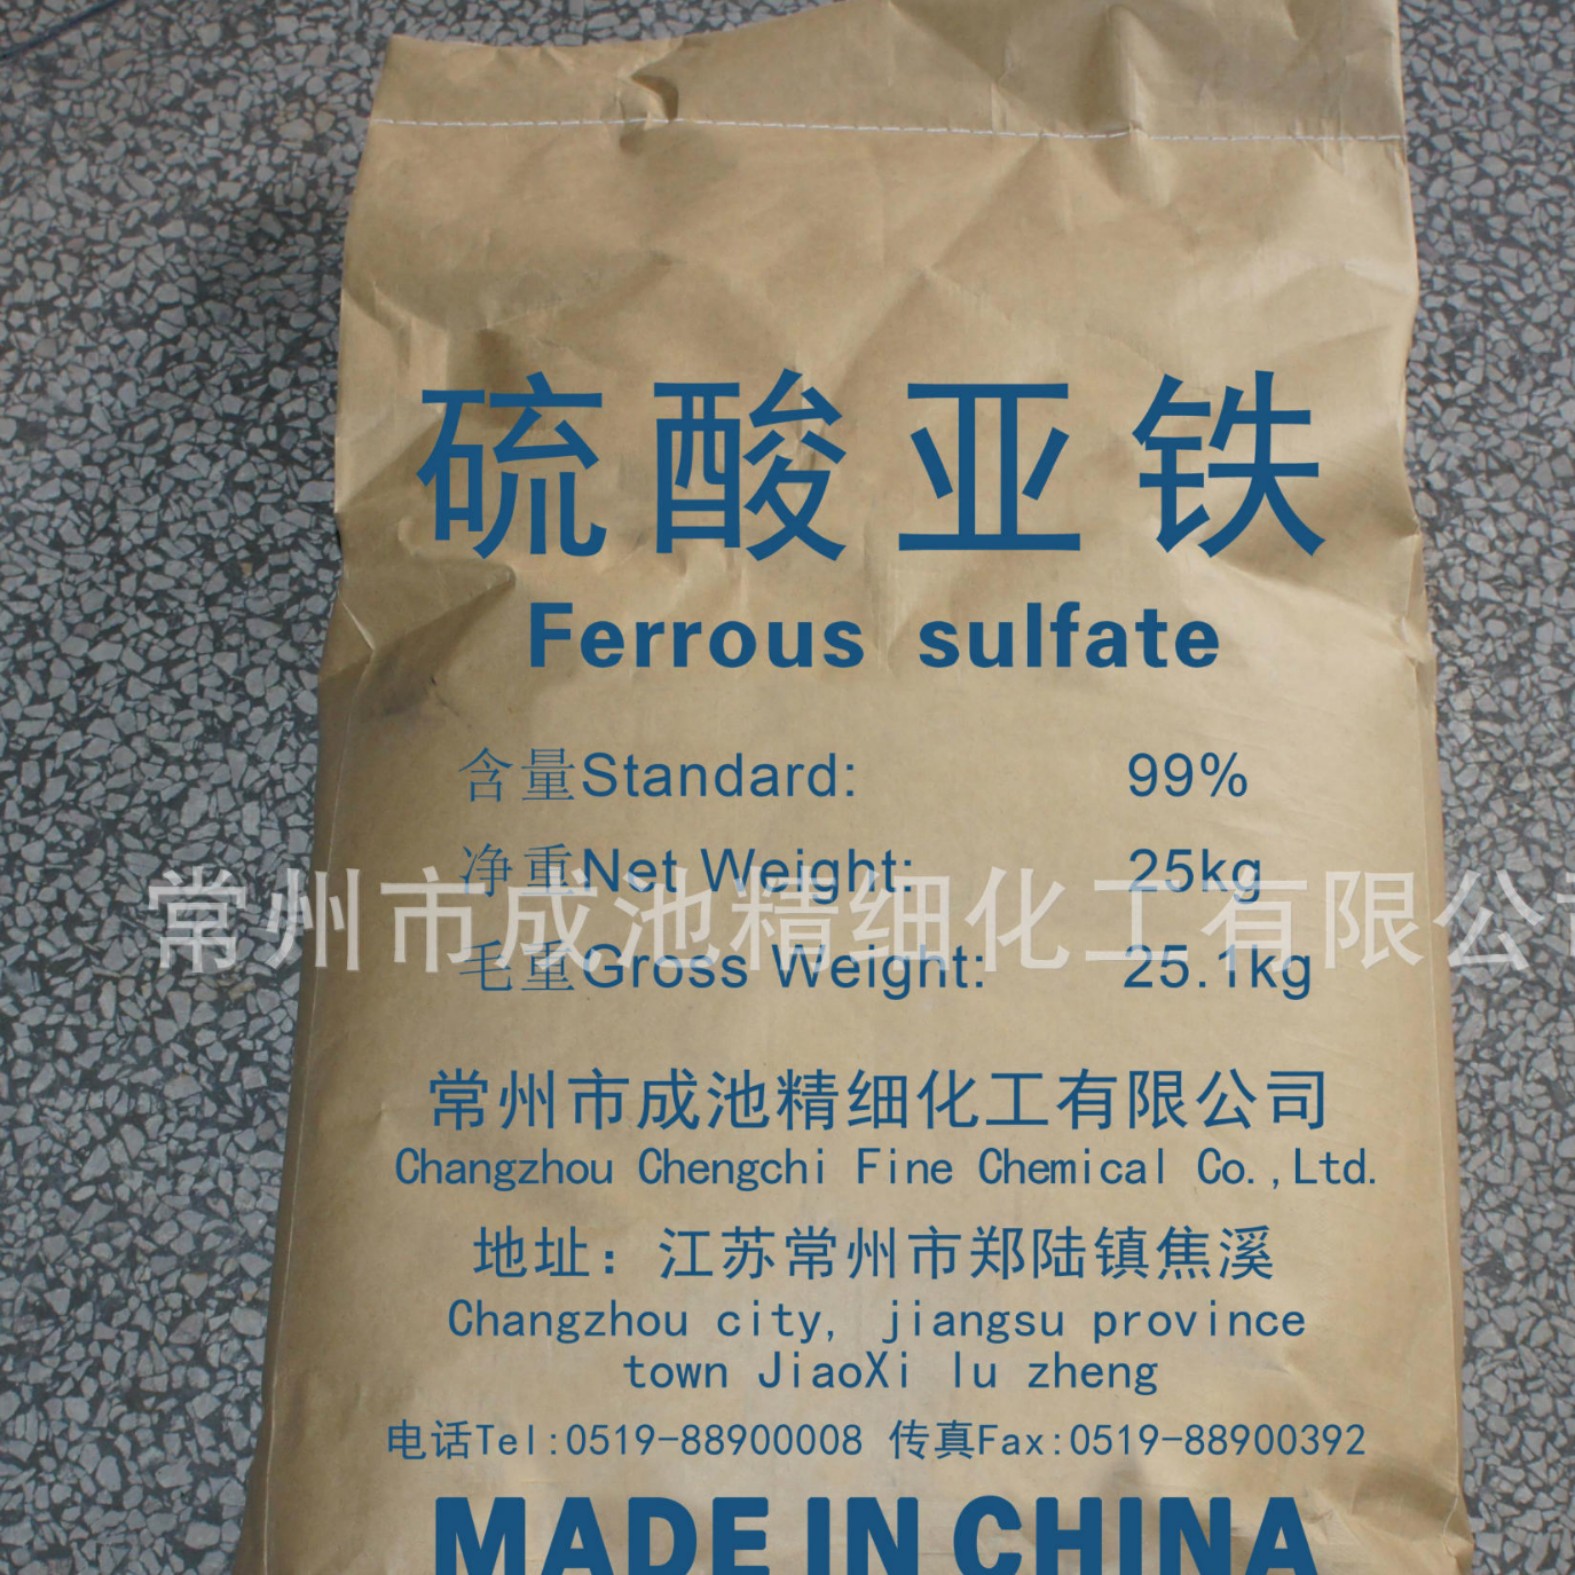 硫酸亚铁
Ferrous sulfate
含量Standard: 99%
净重Net Weight: 25kg
常州市成池精细化工有限公司
毛重Gross Weight: 25.1kg
常州市成池精细化工有限公司
Changzhou Chengchi Fine Chemical Co.,Ltd.
地址：江苏常州市郑陆镇焦溪
Changzhou city, jiangsu province
town JiaoXi lu zheng
电话Tel:0519-88900008 传真Fax:0519-88900392
MADE IN CHINA